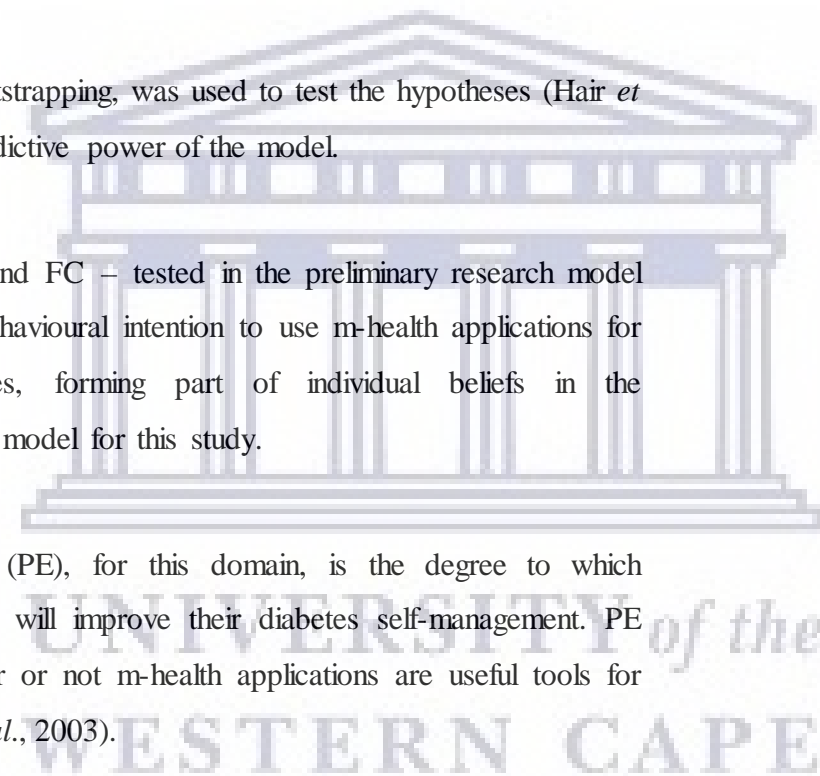 tstrapping, was used to test the hypotheses (Hair et
dictive power of the model.
nd FC – tested in the preliminary research model
havioural intention to use m-health applications for
es, forming part of individual beliefs in the
model for this study.
(PE), for this domain, is the degree to which
will improve their diabetes self-management. PE
r or not m-health applications are useful tools for
al., 2003).
UNIVERSITY of the
WESTERN CAPE